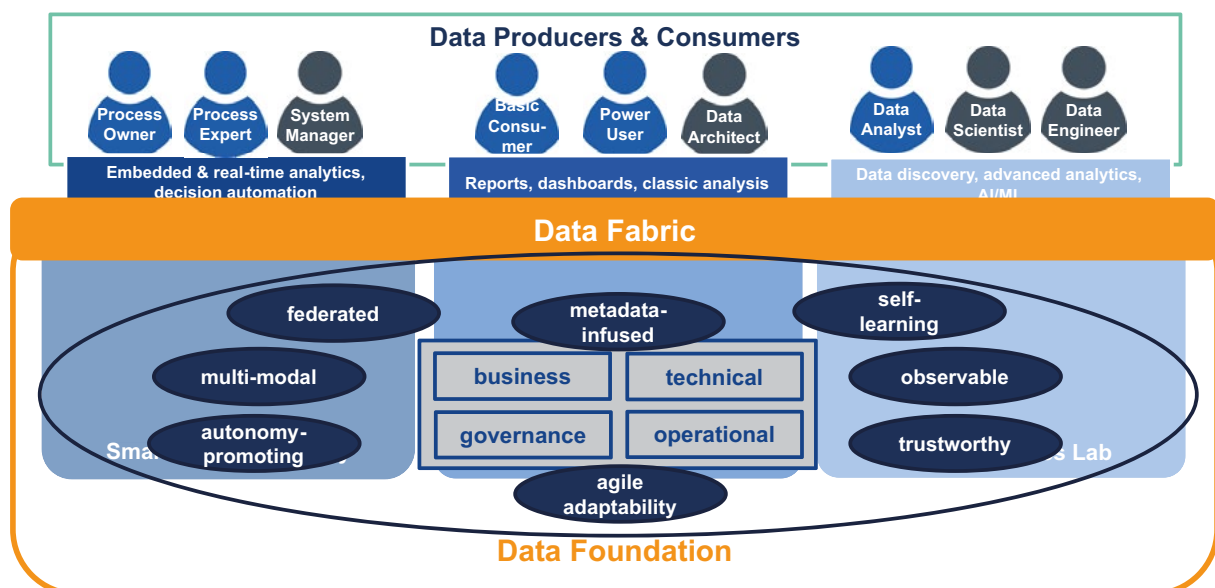 Data Producers & Consumers
Process
Owner
Process
Expert
System
Manager
Basic
Consu-
mer
Power
User
Data
Architect
Data
Analyst
Data
Scientist
Data
Engineer
Embedded & real-time analytics,
decision automation
Reports, dashboards, classic analysis
Data discovery, advanced analytics,
AI/ML
Data Fabric
federated
metadata-
infused
self-
learning
multi-modal
business
technical
observable
autonomy-
promoting
governance
operational
trustworthy
Lab
agile
adaptability
Data Foundation